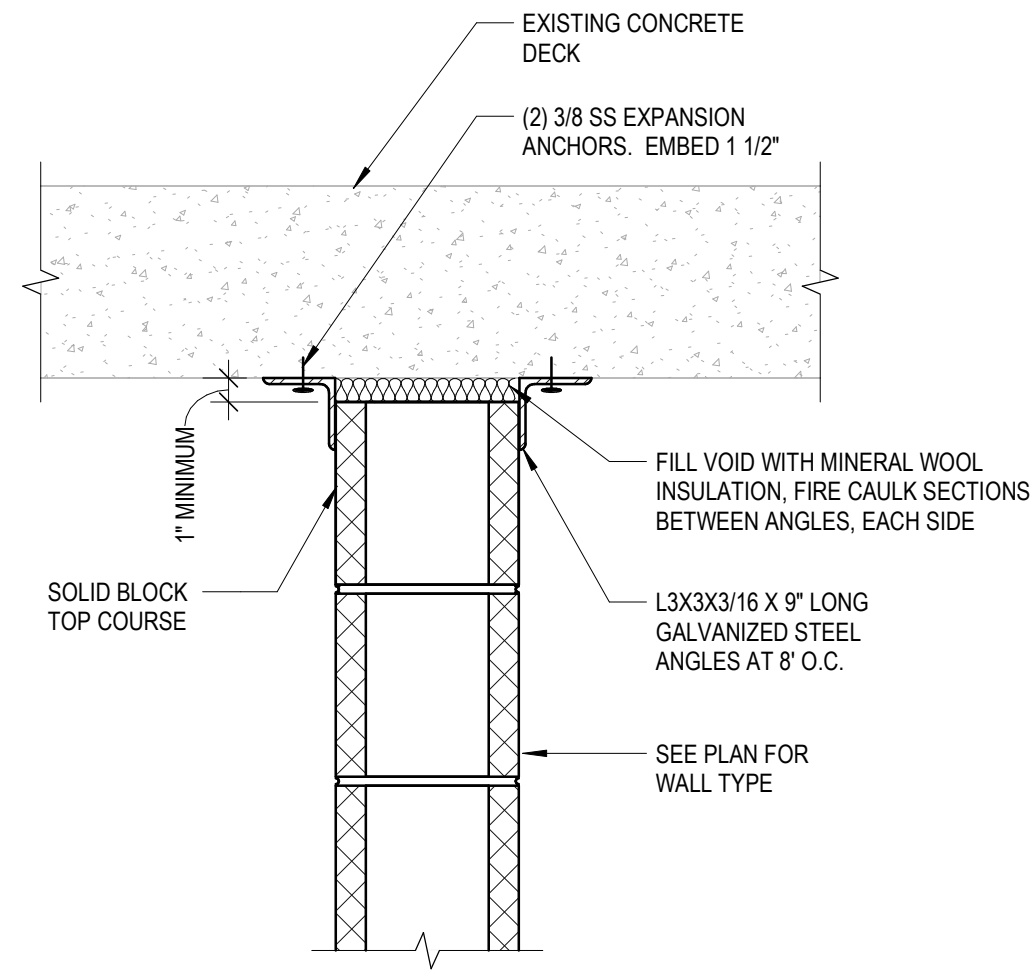 EXISTING CONCRETE
DECK
(2) 3/8 SS EXPANSION
ANCHORS.  EMBED 1 1/2"
1" MINIMUM
FILL VOID WITH MINERAL WOOL
INSULATION, FIRE CAULK SECTIONS
BETWEEN ANGLES, EACH SIDE
SOLID BLOCK
TOP COURSE
L3X3X3/16 X 9" LONG
GALVANIZED STEEL
ANGLES AT 8' O.C.
SEE PLAN FOR
WALL TYPE